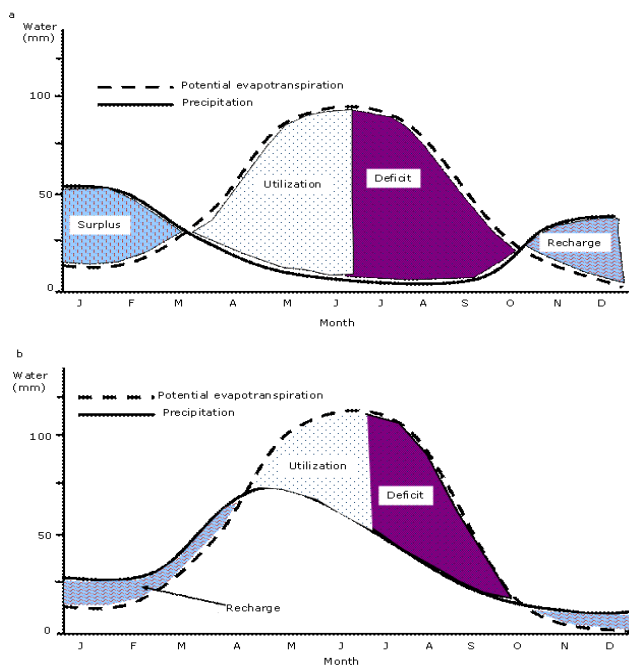 a
Water
(mm)
Potential evapotranspiration
Precipitation
100
50
0
Utilization
Deficit
Surplus
Recharge
J F M A M J J A S O N D
Month
b
Water
(mm)
Potential evapotranspiration
Precipitation
100
50
0
Utilization
Deficit
Recharge
J F M A M J J A S O N D
Month